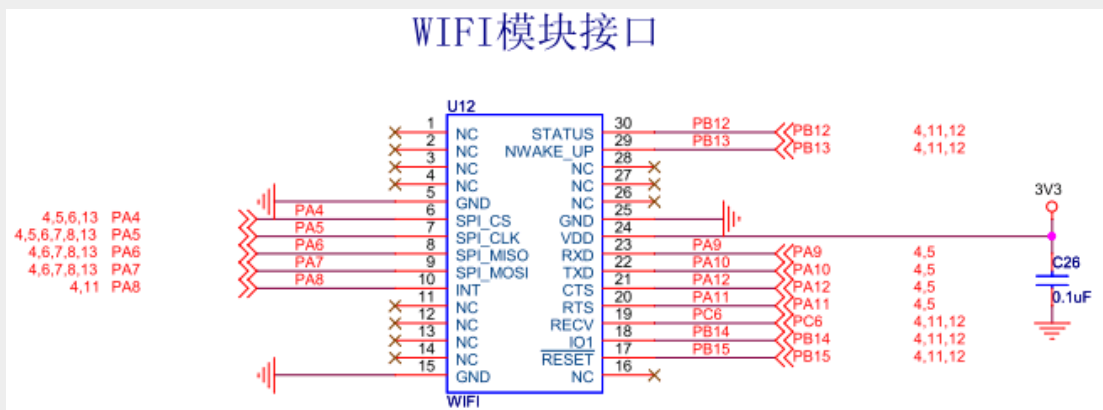 WIFI模块接口
U12
1 NC STATUS 30 PB12 PB12 4,11,12
2 NC NWAKE_UP 29 PB13 PB13 4,11,12
3 NC NC 28
4 NC NC 27
5 GND NC 26
4,5,6,13 PA4 PA4 6 SPI_CS GND 25
4,5,6,7,8,13 PA5 PA5 7 SPI_CLK VDD 24 3V3
4,6,7,8,13 PA6 PA6 8 SPI_MISO RXD 23 PA9 PA9 4,5
4,6,7,8,13 PA7 PA7 9 SPI_MOSI TXD 22 PA10 PA10 4,5
4,11 PA8 PA8 10 INT CTS 21 PA12 PA12 4,5
11 NC RTS 20 PA11 PA11 4,5
12 NC RECV 19 PC6 PC6 4,11,12
13 NC IO1 18 PB14 PB14 4,11,12
14 NC RESET 17 PB15 PB15 4,11,12
15 GND NC 16
WIFI
C26
0.1uF